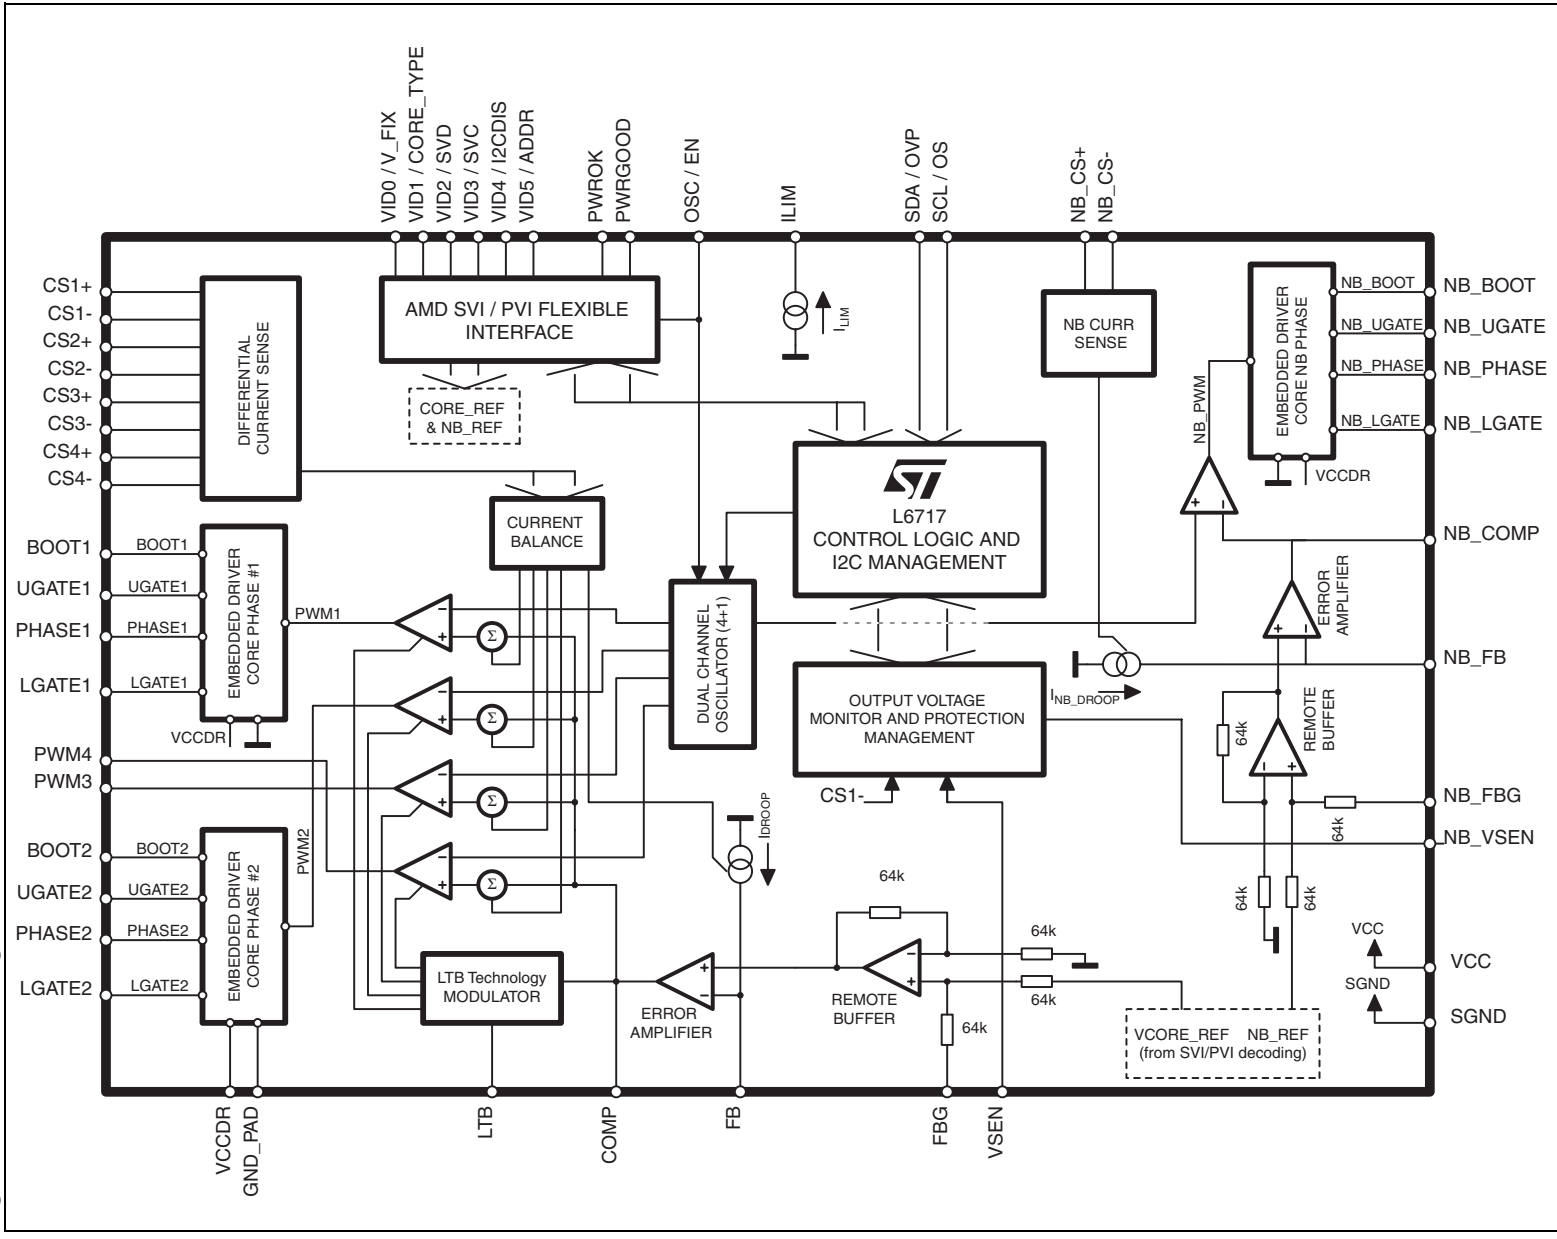 VID0 / V_FIX
VID1 / CORE_TYPE
VID2 / SVD
VID3 / SVC
VID4 / I2CDIS
VID5 / ADDR
PWROK
PWRGOOD
OSC / EN
ILIM
SDA / OVP
SCL / OS
NB_CS+
NB_CS-
CS1+
CS1-
CS2+
CS2-
CS3+
CS3-
CS4+
CS4-
DIFFERENTIAL
CURRENT SENSE
AMD SVI / PVI FLEXIBLE
INTERFACE
CORE_REF
& NB_REF
ILIM
NB CURR
SENSE
EMBEDDED DRIVER
CORE NB PHASE
NB_BOOT
NB_UGATE
NB_PHASE
NB_LGATE
NB_BOOT
NB_UGATE
NB_PHASE
NB_LGATE
VCCDR
NB_PWM
+
-
ST
L6717
CONTROL LOGIC AND
I2C MANAGEMENT
CURRENT
BALANCE
BOOT1
UGATE1
PHASE1
LGATE1
BOOT1
UGATE1
PHASE1
LGATE1
EMBEDDED DRIVER
CORE PHASE #1
VCCDR
PWM1
-
+
Σ
-
+
Σ
-
+
Σ
-
+
Σ
DUAL CHANNEL
OSCILLATOR (4+1)
NB_COMP
ERROR
AMPLIFIER
+
-
NB_FB
INB_DROOP
OUTPUT VOLTAGE
MONITOR AND PROTECTION
MANAGEMENT
CS1-
64k
REMOTE
BUFFER
-
+
NB_FBG
64k
NB_VSEN
64k
64k
PWM4
PWM3
BOOT2
UGATE2
PHASE2
LGATE2
BOOT2
UGATE2
PHASE2
LGATE2
EMBEDDED DRIVER
CORE PHASE #2
PWM2
IDROOP
LTB Technology
MODULATOR
ERROR
AMPLIFIER
+
-
64k
REMOTE
BUFFER
-
+
64k
64k
64k
VCORE_REF NB_REF
(from SVI/PVI decoding)
VCC
VCC
SGND
SGND
VCCDR
GND_PAD
LTB
COMP
FB
FBG
VSEN